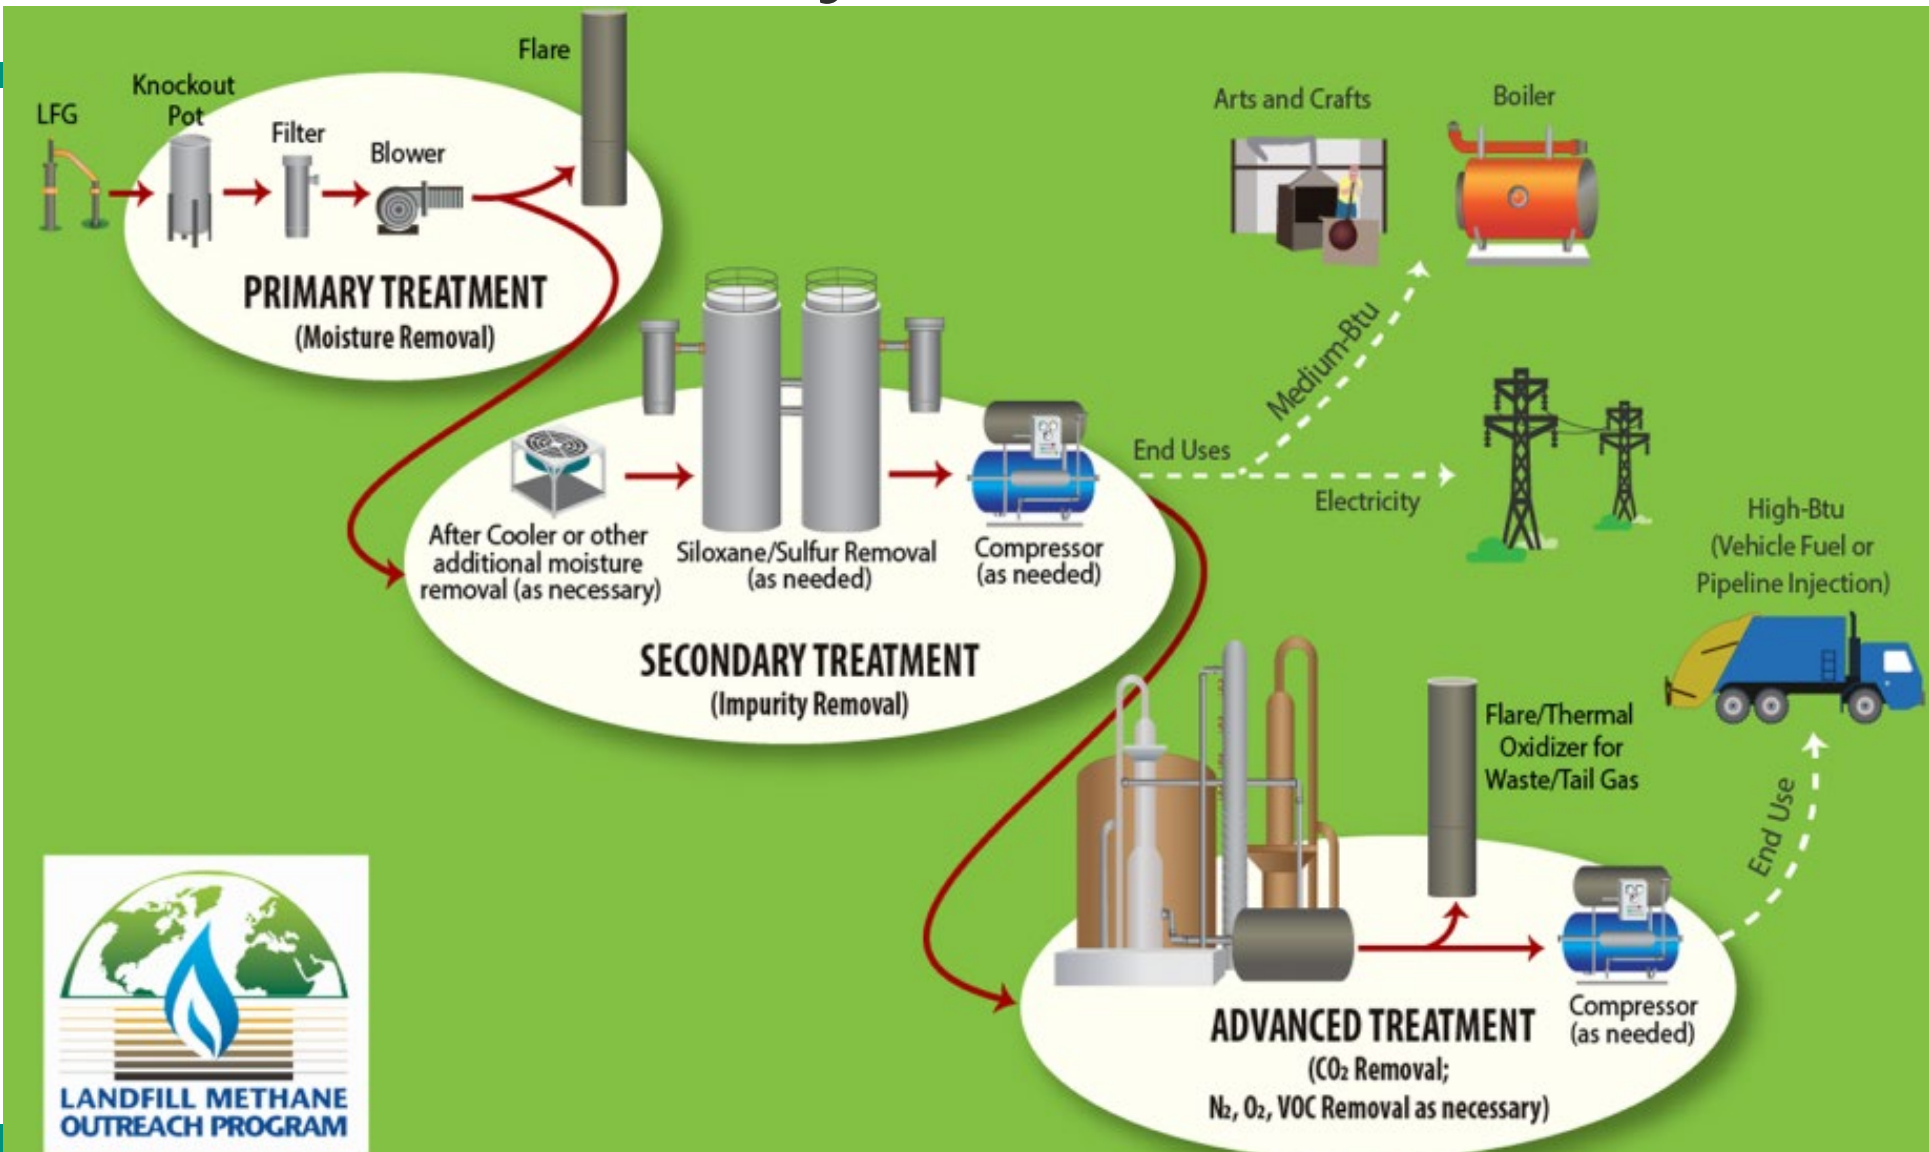 LFG
Knockout
Pot
Filter
Blower
Flare
PRIMARY TREATMENT
(Moisture Removal)
After Cooler or other
additional moisture
removal (as necessary)
Siloxane/Sulfur Removal
(as needed)
Compressor
(as needed)
SECONDARY TREATMENT
(Impurity Removal)
End Uses
Medium-Btu
Arts and Crafts
Boiler
Electricity
High-Btu
(Vehicle Fuel or
Pipeline Injection)
Flare/Thermal
Oxidizer for
Waste/Tail Gas
End Use
Compressor
(as needed)
ADVANCED TREATMENT
(CO₂ Removal;
N₂, O₂, VOC Removal as necessary)
LANDFILL METHANE
OUTREACH PROGRAM